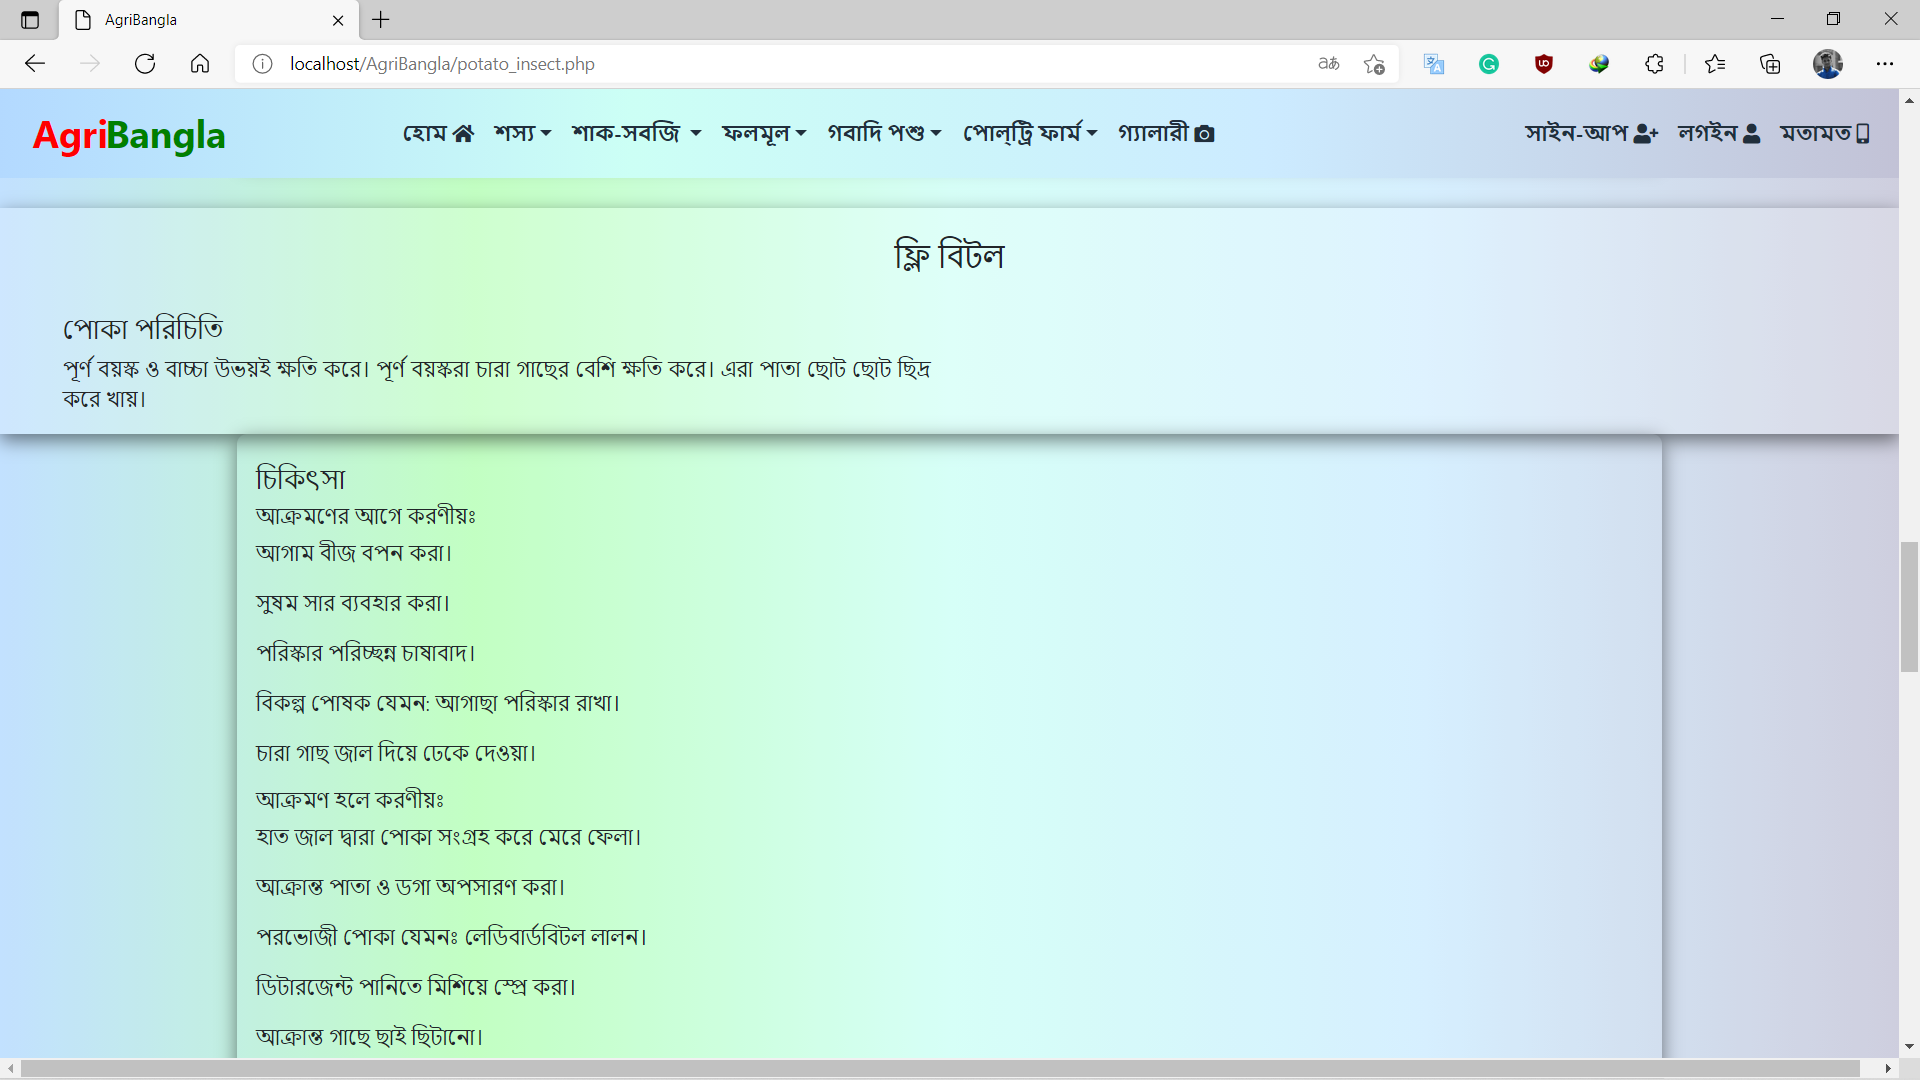 AgriBangla
localhost/AgriBangla/potato_insect.php
AgriBangla হোম শস্য শাক-সবজি ফলমূল গবাদি পশু পোল্ট্রি ফার্ম গ্যালারী সাইন-আপ লগইন মতামত
ফ্লি বিটল
পোকা পরিচিতি
পূর্ণ বয়স্ক ও বাচ্চা উভয়ই ক্ষতি করে। পূর্ণ বয়স্করা চারা গাছের বেশি ক্ষতি করে। এরা পাতা ছোট ছোট ছিদ্র
করে খায়।
চিকিৎসা
আক্রমণের আগে করণীয়ঃ
আগাম বীজ বপন করা।
সুষম সার ব্যবহার করা।
পরিস্কার পরিচ্ছন্ন চাষাবাদ।
বিকল্প পোষক যেমন: আগাছা পরিস্কার রাখা।
চারা গাছ জাল দিয়ে ঢেকে দেওয়া।
আক্রমণ হলে করণীয়ঃ
হাত জাল দ্বারা পোকা সংগ্রহ করে মেরে ফেলা।
আক্রান্ত পাতা ও ডগা অপসারণ করা।
পরভোজী পোকা যেমনঃ লেডিবার্ডবিটল লালন।
ডিটারজেন্ট পানিতে মিশিয়ে স্প্রে করা।
আক্রান্ত গাছে ছাই ছিটানো।